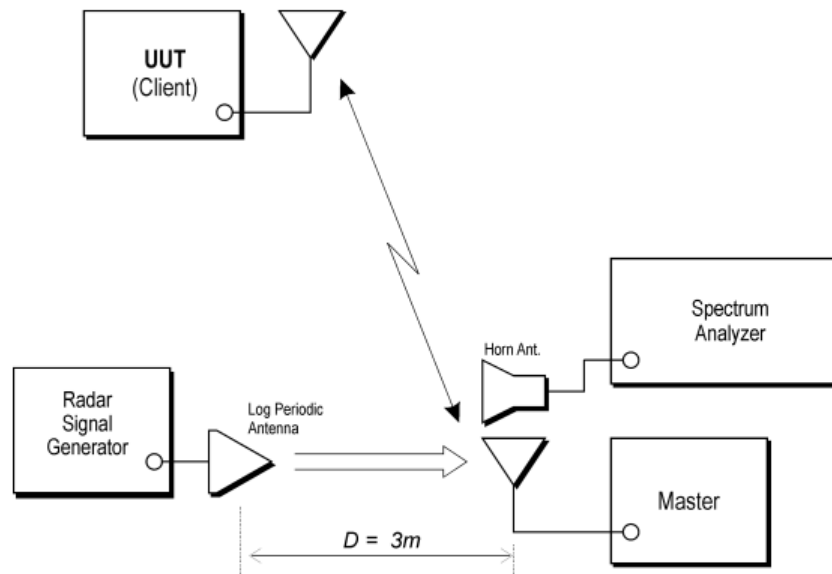 UUT
(Client)
Spectrum
Analyzer
Horn Ant.
Radar
Signal
Generator
Log Periodic
Antenna
Master
D = 3m